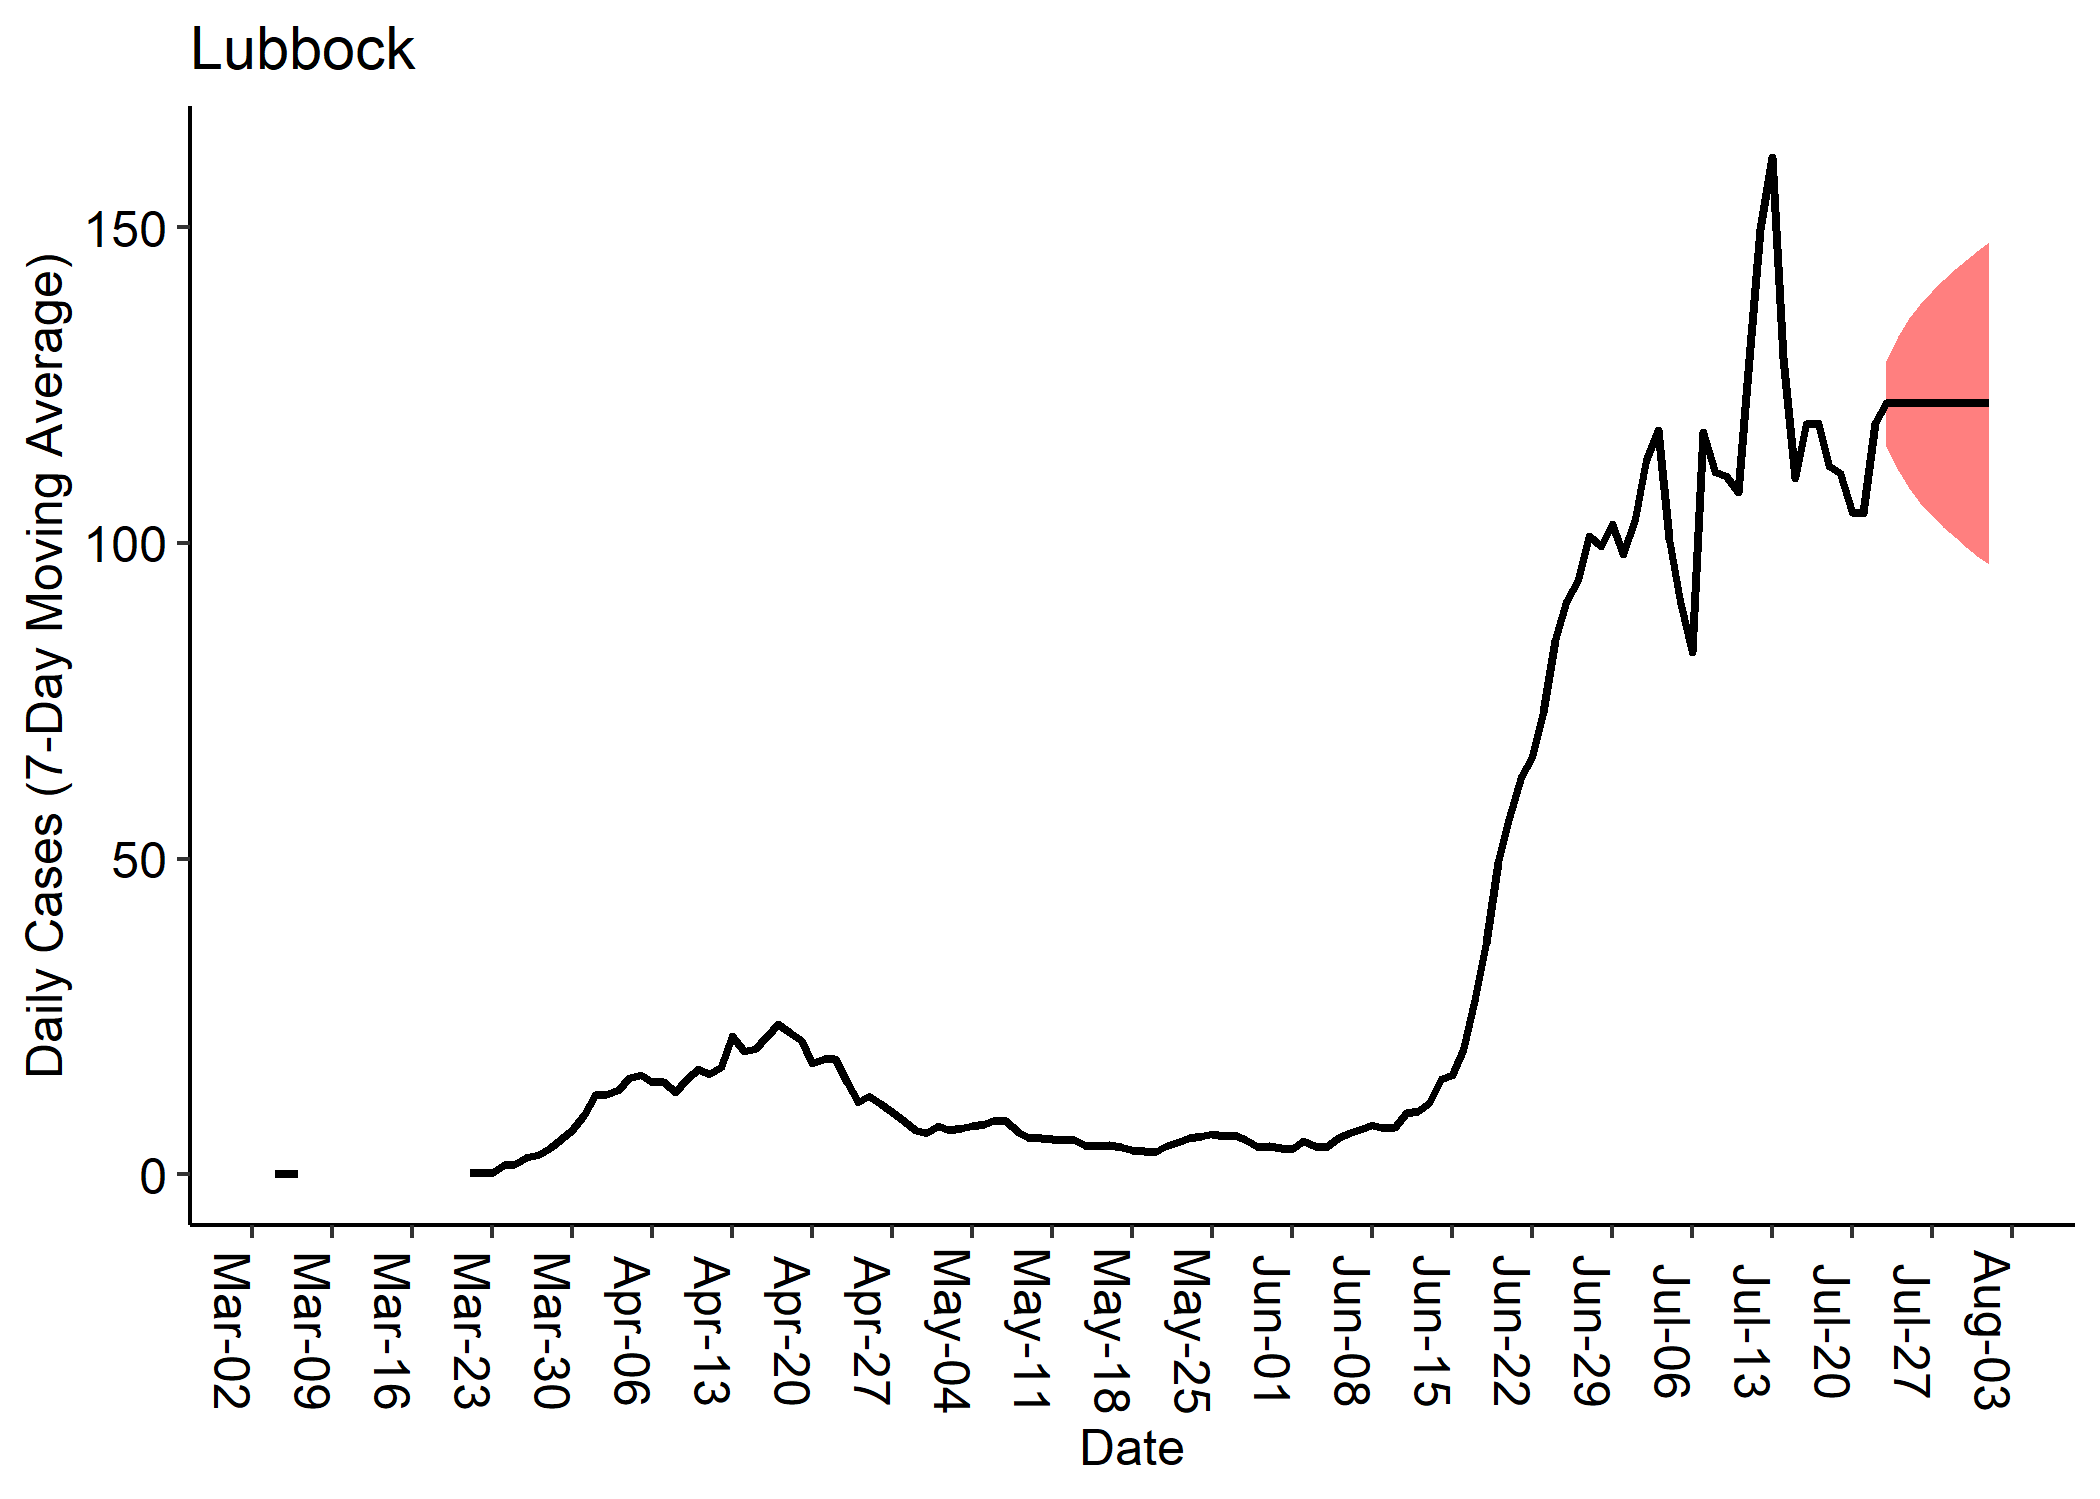 Lubbock
Daily Cases (7-Day Moving Average)
150
100
50
0
Mar-02
Mar-09
Mar-16
Mar-23
Mar-30
Apr-06
Apr-13
Apr-20
Apr-27
May-04
May-11
May-18
May-25
Jun-01
Jun-08
Jun-15
Jun-22
Jun-29
Jul-06
Jul-13
Jul-20
Jul-27
Aug-03
Date